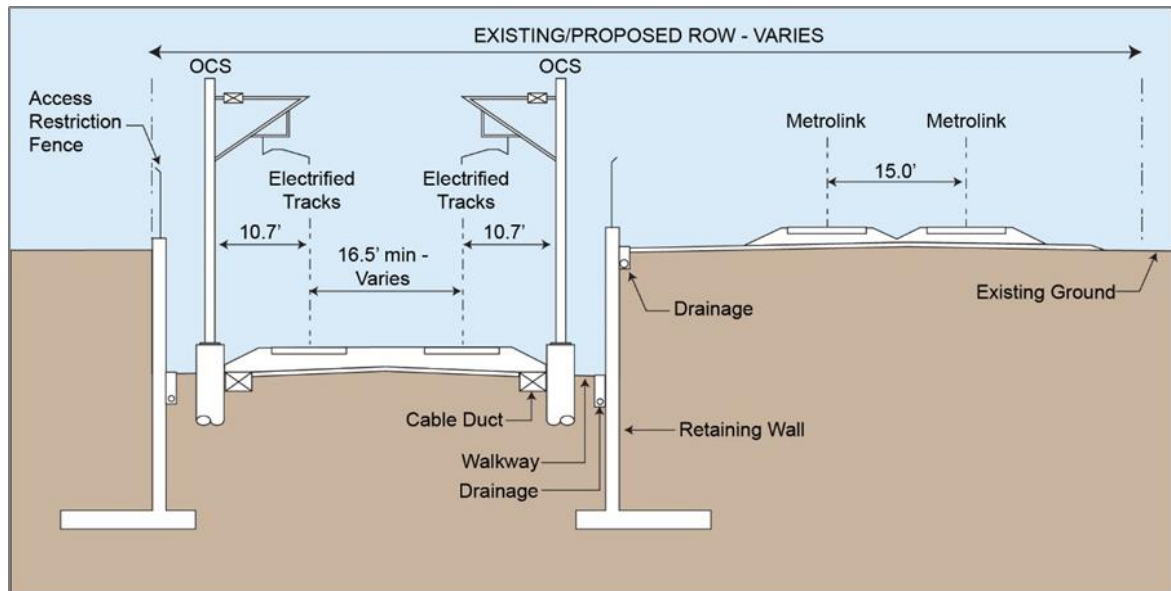 EXISTING/PROPOSED ROW - VARIES
OCS
OCS
Access
Restriction
Fence
Metrolink
Metrolink
15.0’
Electrified
Tracks
Electrified
Tracks
10.7’
10.7’
16.5’ min -
Varies
Drainage
Existing Ground
Cable Duct
Retaining Wall
Walkway
Drainage